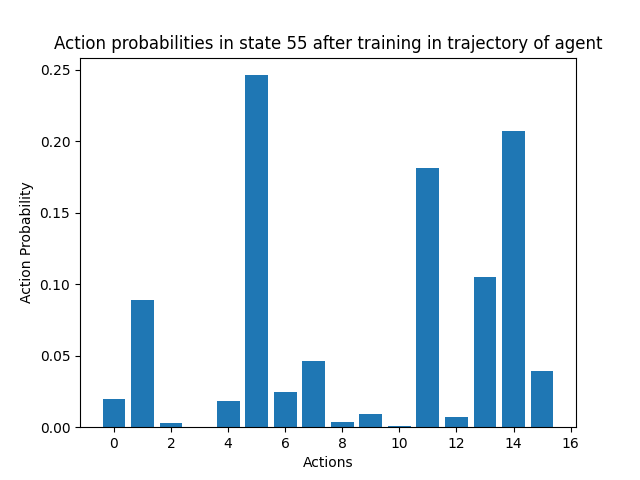 Action probabilities in state 55 after training in trajectory of agent
0.25
0.20
0.15
0.10
0.05
0.00
Action Probability
0 2 4 6 8 10 12 14 16
Actions